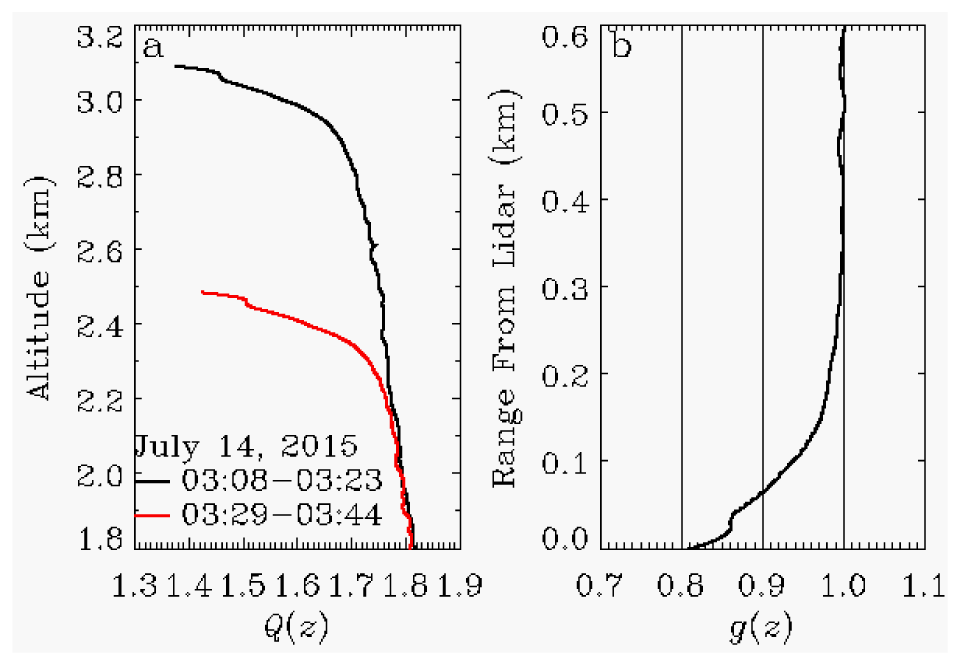 a
3.2
3.0
2.8
2.6
2.4
2.2
2.0
1.8
Altitude (km)
July 14, 2015
03:08−03:23
03:29−03:44
1.3 1.4 1.5 1.6 1.7 1.8 1.9
Q(z)
b
0.6
0.5
0.4
0.3
0.2
0.1
0.0
Range From Lidar (km)
0.7 0.8 0.9 1.0 1.1
g(z)